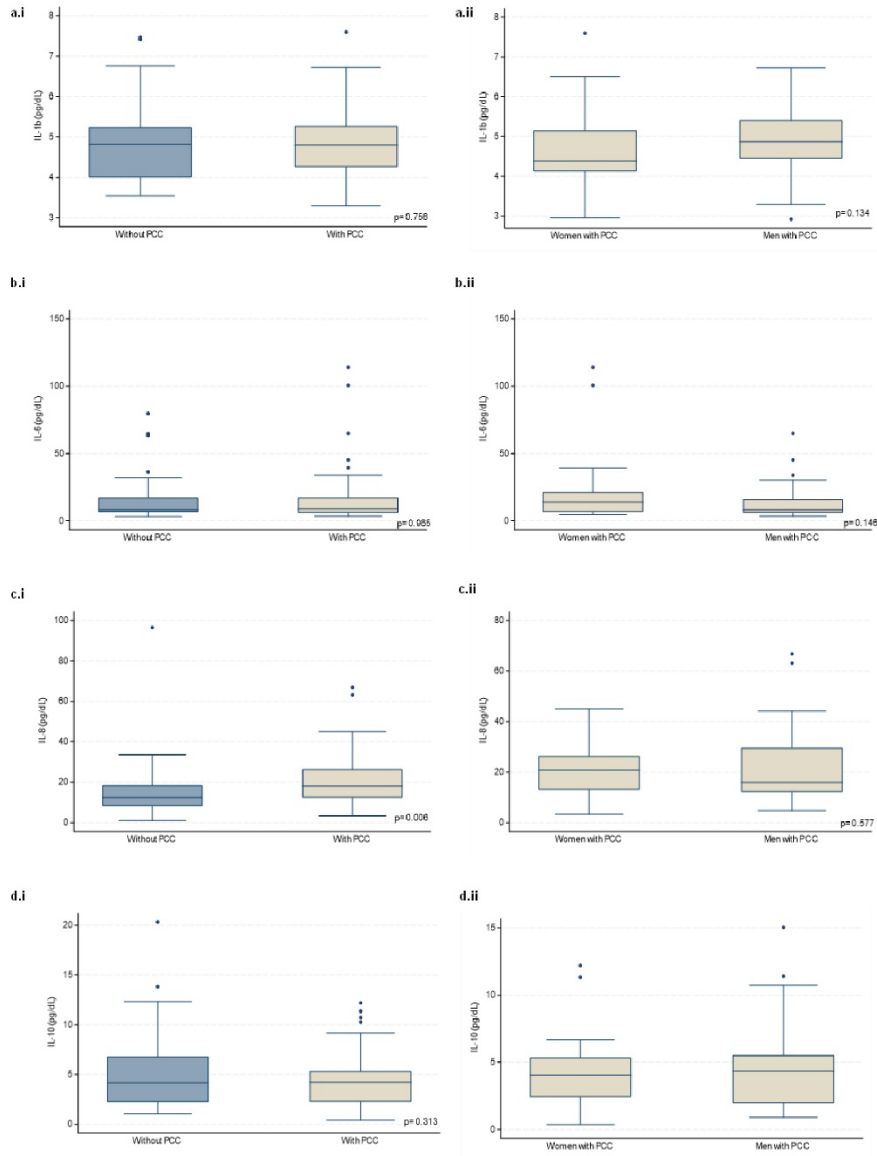 a.i
8
7
6
5
4
3
IL-1b (pg/dL)
Without PCC
With PCC
p=0.756
a.ii
8
7
6
5
4
3
IL-1b (pg/dL)
Women with PCC
Men with PCC
p=0.134
b.i
150
100
50
0
IL-6 (pg/dL)
Without PCC
With PCC
p=0.985
b.ii
150
100
50
0
IL-6 (pg/dL)
Women with PCC
Men with PCC
p=0.146
c.i
100
80
60
40
20
0
IL-8 (pg/dL)
Without PCC
With PCC
p=0.006
c.ii
80
60
40
20
0
IL-8 (pg/dL)
Women with PCC
Men with PCC
p=0.577
d.i
20
15
10
5
0
IL-10 (pg/dL)
Without PCC
With PCC
p=0.313
d.ii
15
10
5
0
IL-10 (pg/dL)
Women with PCC
Men with PCC